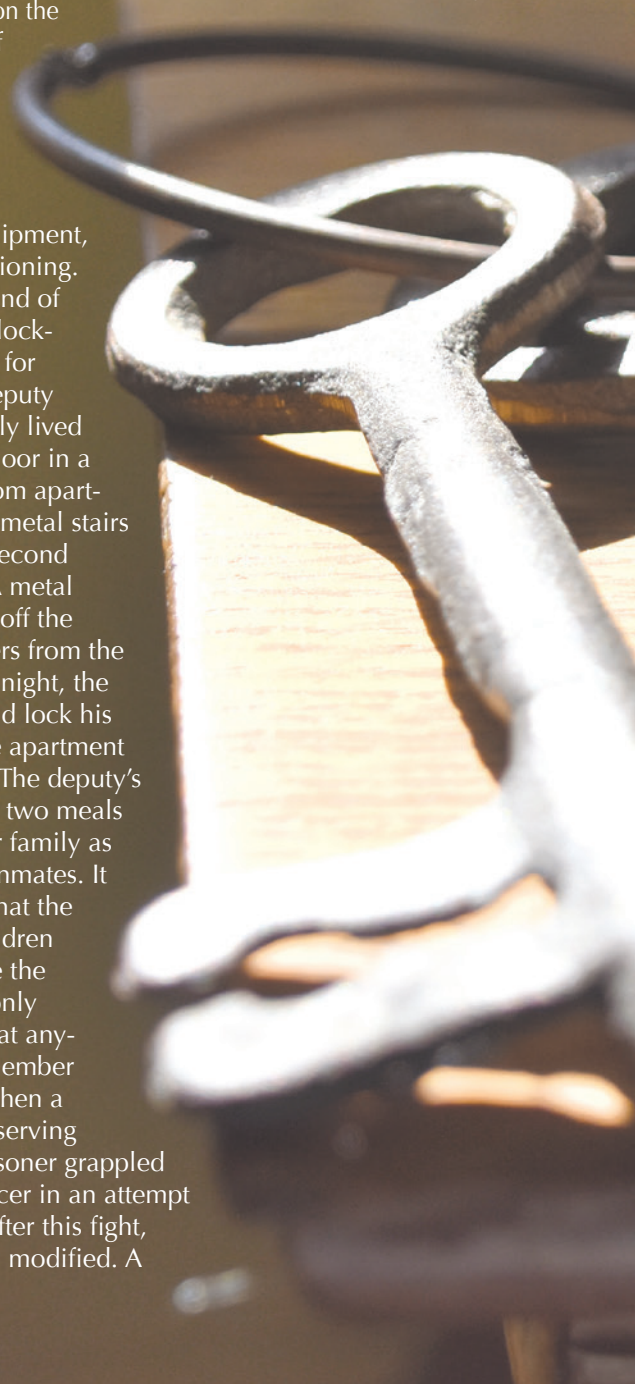 on the
f
ipment,
ioning.
nd of
lock-
for
eputy
ly lived
oor in a
om apart-
metal stairs
econd
metal
off the
ers from the
night, the
d lock his
e apartment
The deputy's
two meals
r family as
nmates. It
hat the
dren
e the
only
at any-
ember
hen a
serving
soner grappled
cer in an attempt
fter this fight,
modified. A